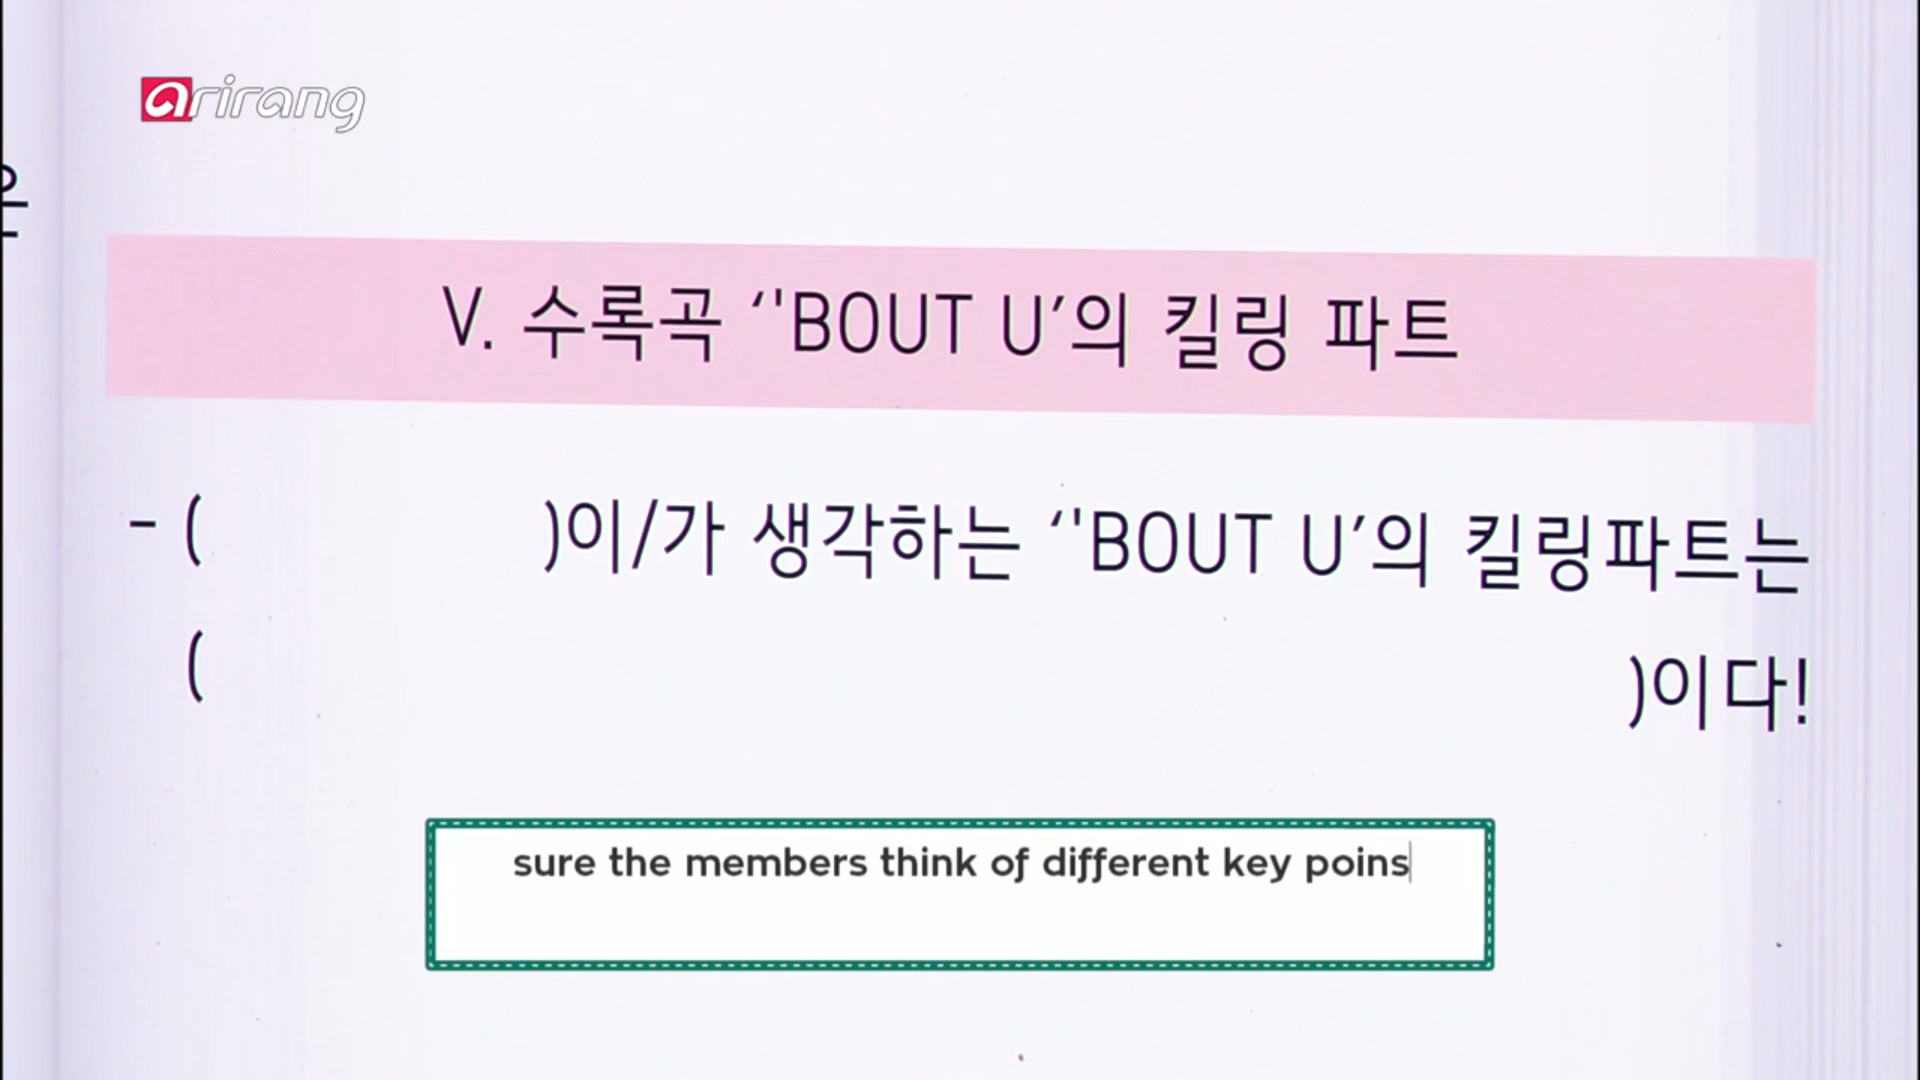 arirang
V. 수록곡 ‘'BOUT U’의 킬링 파트
- ( )이/가 생각하는 ‘'BOUT U’의 킬링파트는
( )이다!
sure the members think of different key poins